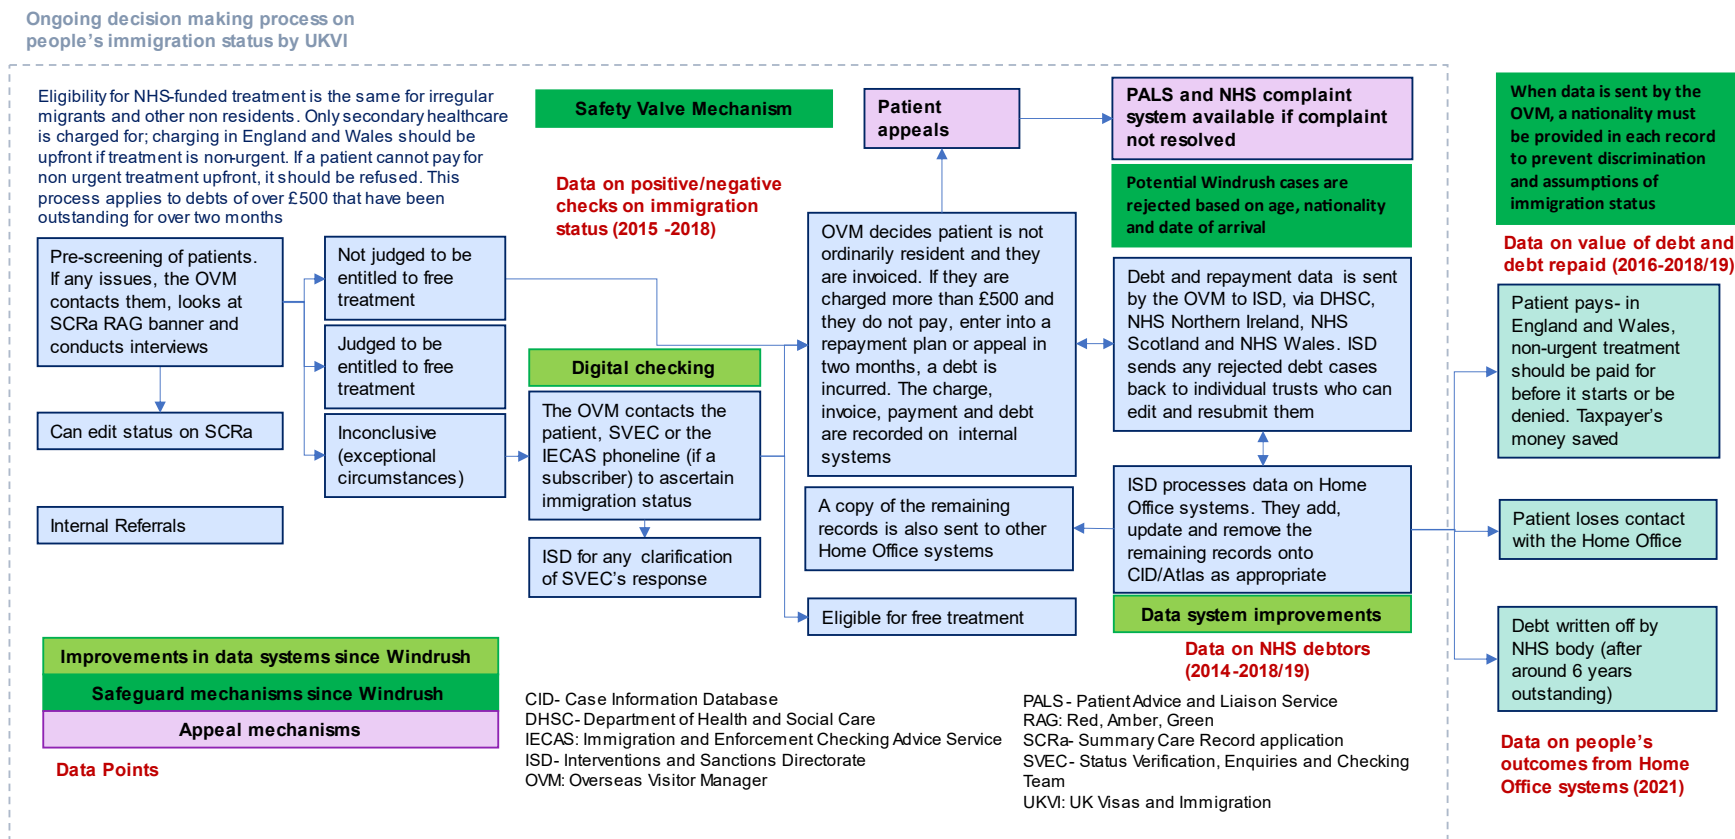 Ongoing decision making process on
people's immigration status by UKVI
Eligibility for NHS-funded treatment is the same for irregular
migrants and other non residents. Only secondary healthcare
is charged for; charging in England and Wales should be
upfront if treatment is non-urgent. If a patient cannot pay for
non urgent treatment upfront, it should be refused. This
process applies to debts of over £500 that have been
outstanding for over two months
Safety Valve Mechanism
Data on positive/negative
checks on immigration
status (2015 -2018)
Patient
appeals
PALS and NHS complaint
system available if complaint
not resolved
Potential Windrush cases are
rejected based on age, nationality
and date of arrival
When data is sent by the
OVM, a nationality must
be provided in each record
to prevent discrimination
and assumptions of
immigration status
Data on value of debt and
debt repaid (2016-2018/19)
Pre-screening of patients.
If any issues, the OVM
contacts them, looks at
SCRa RAG banner and
conducts interviews
Can edit status on SCRa
Internal Referrals
Not judged to be
entitled to free
treatment
Judged to be
entitled to free
treatment
Inconclusive
(exceptional
circumstances)
Digital checking
The OVM contacts the
patient, SVEC or the
IECAS phoneline (if a
subscriber) to ascertain
immigration status
ISD for any clarification
of SVEC's response
OVM decides patient is not
ordinarily resident and they
are invoiced. If they are
charged more than £500 and
they do not pay, enter into a
repayment plan or appeal in
two months, a debt is
incurred. The charge,
invoice, payment and debt
are recorded on internal
systems
A copy of the remaining
records is also sent to other
Home Office systems
Eligible for free treatment
Debt and repayment data is sent
by the OVM to ISD, via DHSC,
NHS Northern Ireland, NHS
Scotland and NHS Wales. ISD
sends any rejected debt cases
back to individual trusts who can
edit and resubmit them
ISD processes data on Home
Office systems. They add,
update and remove the
remaining records onto
CID/Atlas as appropriate
Data system improvements
Data on NHS debtors
(2014-2018/19)
Patient pays- in
England and Wales,
non-urgent treatment
should be paid for
before it starts or be
denied. Taxpayer's
money saved
Patient loses contact
with the Home Office
Debt written off by
NHS body (after
around 6 years
outstanding)
Data on people's
outcomes from Home
Office systems (2021)
Improvements in data systems since Windrush
Safeguard mechanisms since Windrush
Appeal mechanisms
Data Points
CID- Case Information Database
DHSC- Department of Health and Social Care
IECAS: Immigration and Enforcement Checking Advice Service
ISD- Interventions and Sanctions Directorate
OVM: Overseas Visitor Manager
PALS- Patient Advice and Liaison Service
RAG: Red, Amber, Green
SCRa- Summary Care Record application
SVEC- Status Verification, Enquiries and Checking
Team
UKVI: UK Visas and Immigration